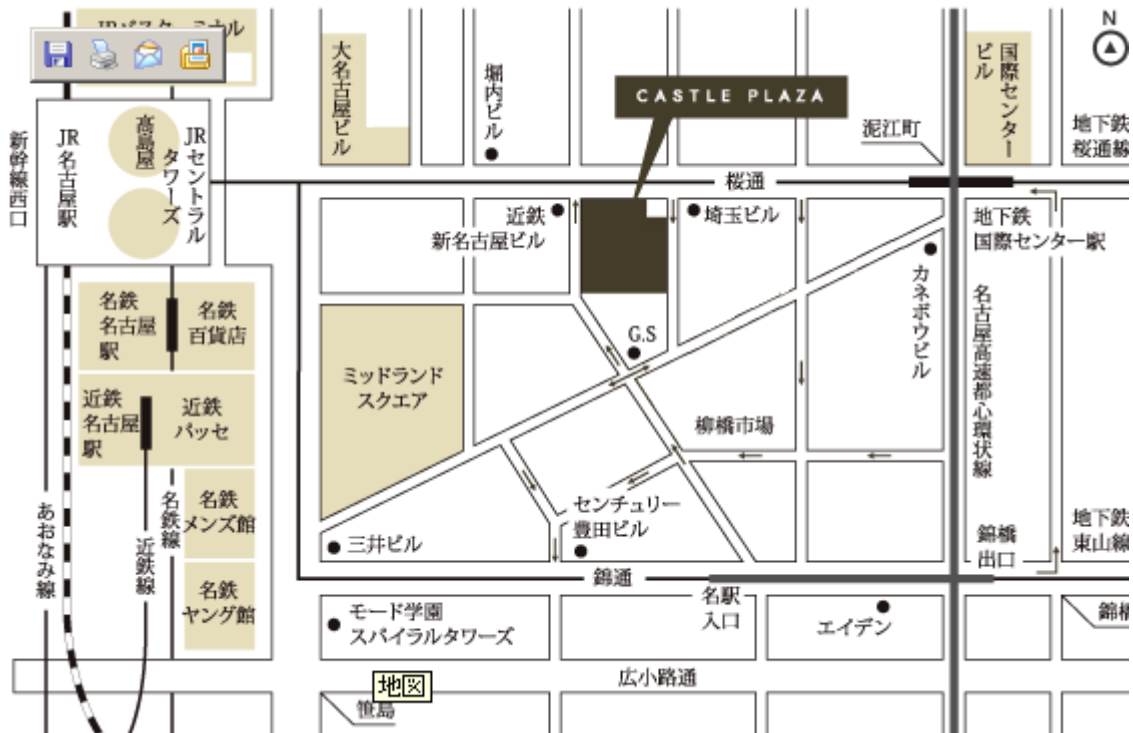 JRバスターミナル
大名古屋ビル
堀内ビル
CASTLE PLAZA
泥江町
国際センター
ビル
N
地下鉄
桜通線
新幹線西口
JR名古屋駅
高島屋
JRセントラル
タワーズ
桜通
近鉄
新名古屋ビル
埼玉ビル
地下鉄
国際センター駅
カネボウビル
名古屋高速都心環状線
名鉄
名古屋
駅
名鉄
百貨店
G.S
ミッドランド
スクエア
近鉄
名古屋
駅
近鉄
パッセ
柳橋市場
あおなみ線
近鉄線
名鉄線
名鉄
メンズ館
センチュリー
豊田ビル
三井ビル
錦橋
出口
地下鉄
東山線
錦通
名鉄
ヤング館
モード学園
スパイラルタワーズ
名駅
入口
エイデン
錦橋
広小路通
地図
笹島